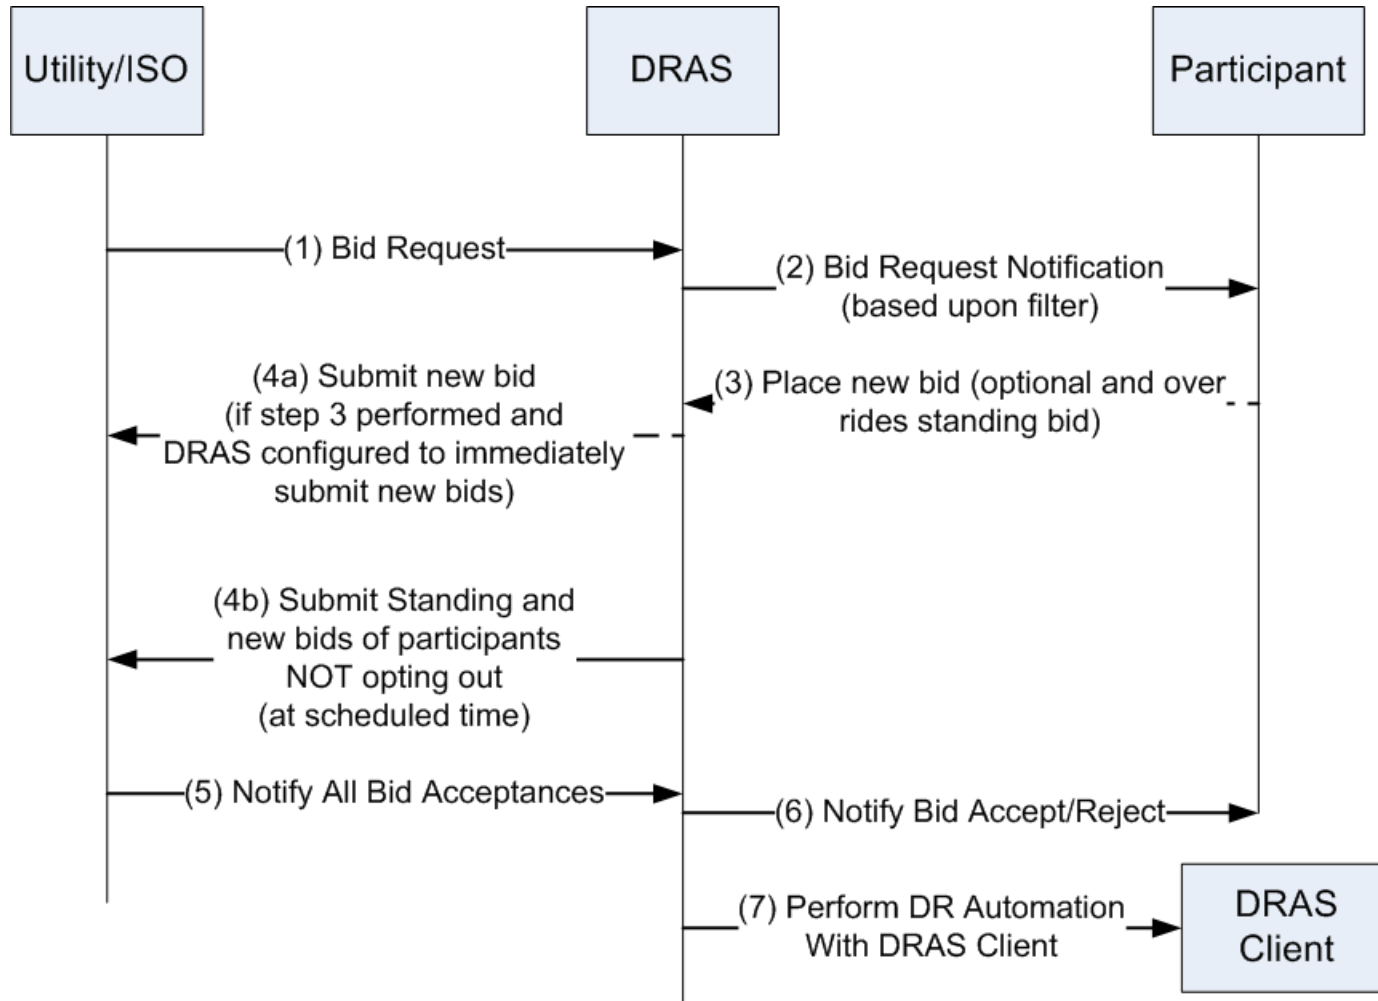 Utility/ISO
DRAS
Participant
(1) Bid Request
(2) Bid Request Notification
(based upon filter)
(3) Place new bid (optional and over
rides standing bid)
(4a) Submit new bid
(if step 3 performed and
DRAS configured to immediately
submit new bids)
(4b) Submit Standing and
new bids of participants
NOT opting out
(at scheduled time)
(5) Notify All Bid Acceptances
(6) Notify Bid Accept/Reject
(7) Perform DR Automation
With DRAS Client
DRAS
Client